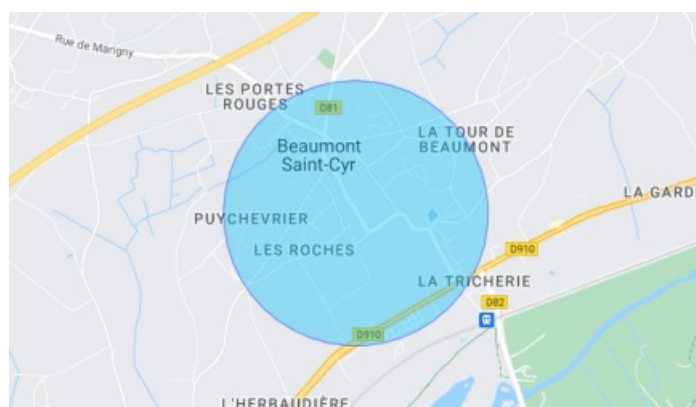 Rue de Marigny
LES PORTES
ROUGES
D81
Beaumont
Saint-Cyr
LA TOUR DE
BEAUMONT
LA GARD
PUYCHEVRIER
LES ROCHES
D910
LA TRICHERIE
D82
D910
L'HERBAUDIÈRE